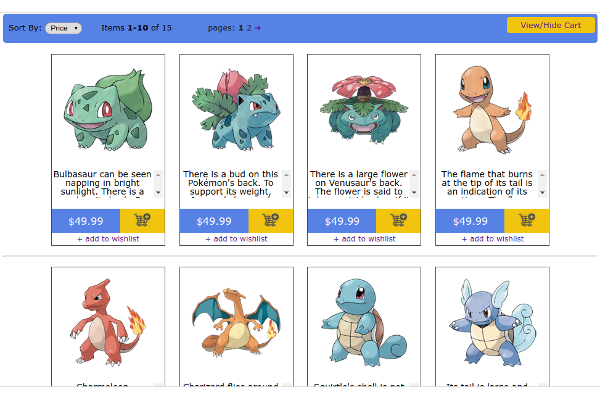 Sort By: Price Items 1-10 of 15 pages: 1 2 ➔ View/Hide Cart
Bulbasaur can be seen
napping in bright
sunlight. There is a
There is a bud on this
Pokémon's back. To
support its weight,
There is a large flower
on Venusaur's back.
The flower is said to
The flame that burns
at the tip of its tail is
an indication of its
$49.99 $49.99 $49.99 $49.99
+ add to wishlist + add to wishlist + add to wishlist + add to wishlist
Charmeleon Charizard flies around Squirtle's shell is not Its tail is large and